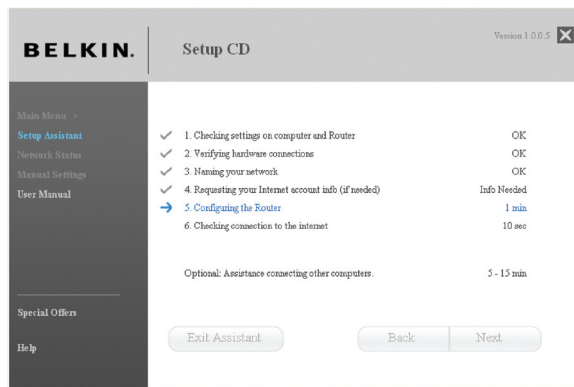 BELKIN.
Setup CD
Version 1.0.0.5
Main Menu »
Setup Assistant
Network Status
Manual Settings
User Manual
Special Offers
Help
1. Checking settings on computer and Router OK
2. Verifying hardware connections OK
3. Naming your network OK
4. Requesting your Internet account info (if needed) Info Needed
5. Configuring the Router 1 min
6. Checking connection to the internet 10 sec
Optional: Assistance connecting other computers. 5 - 15 min
Exit Assistant
Back
Next